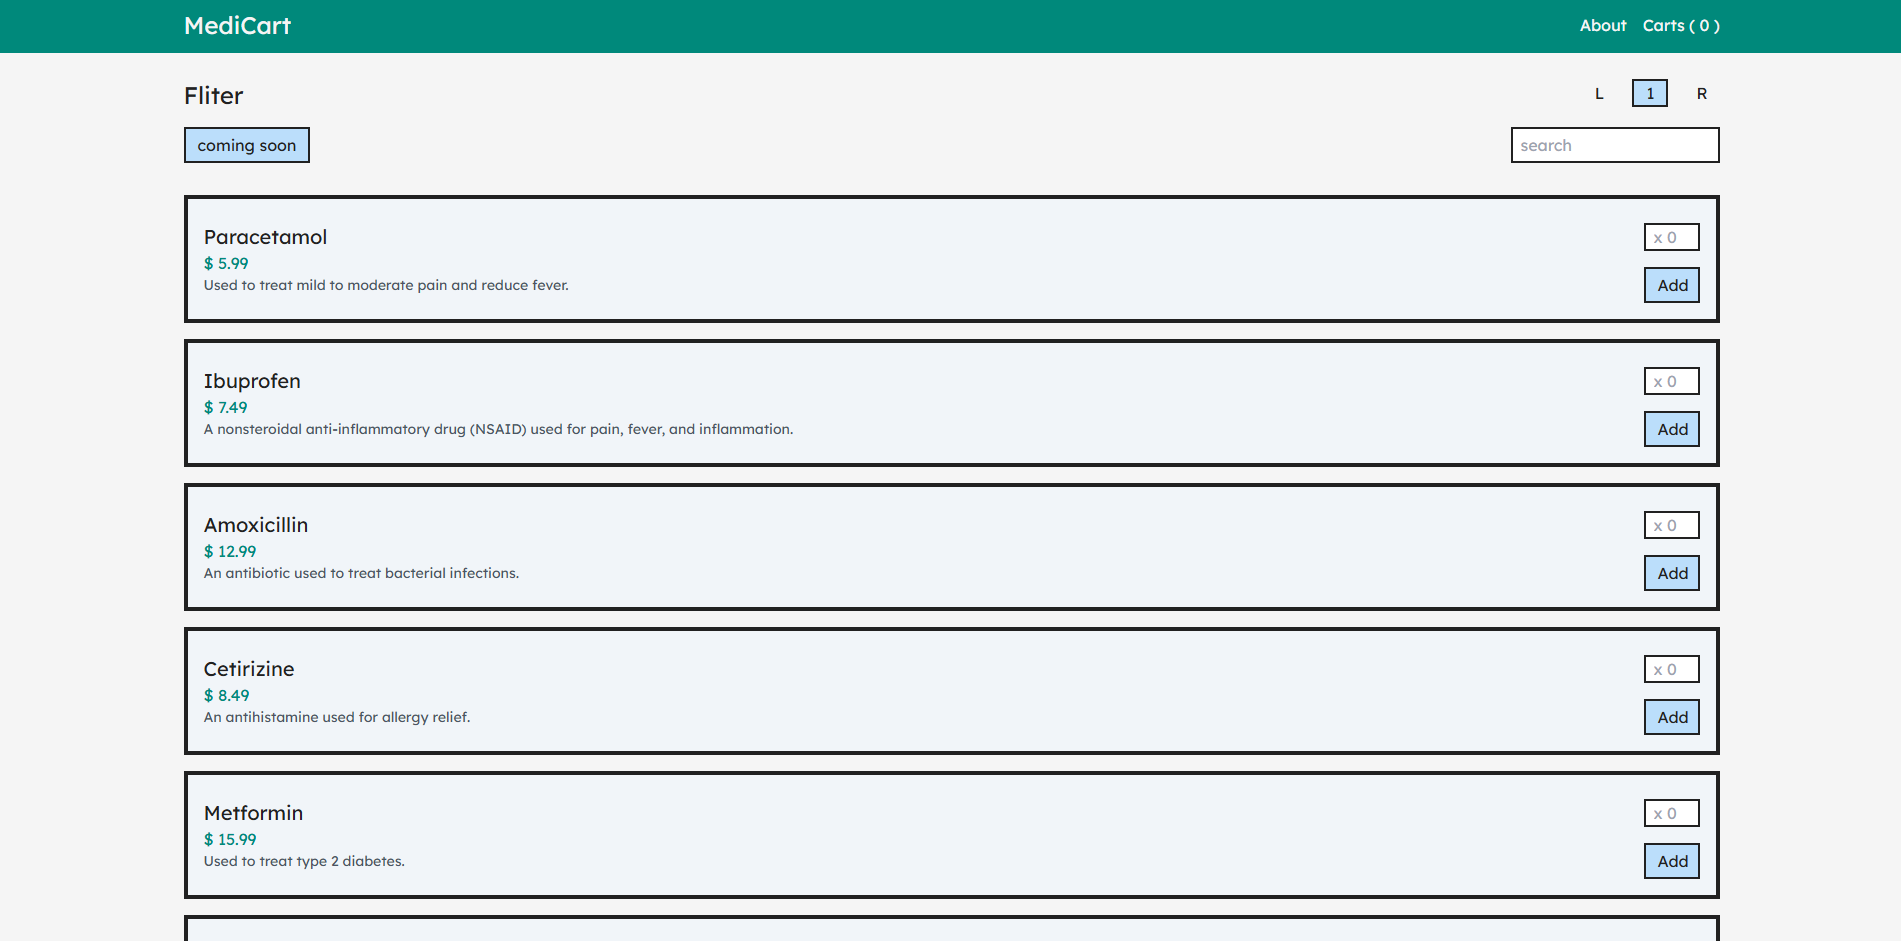 MediCart
About Carts ( 0 )
Fliter
L 1 R
coming soon
search
Paracetamol
x 0
$ 5.99
Used to treat mild to moderate pain and reduce fever.
Add
Ibuprofen
x 0
$ 7.49
A nonsteroidal anti-inflammatory drug (NSAID) used for pain, fever, and inflammation.
Add
Amoxicillin
x 0
$ 12.99
An antibiotic used to treat bacterial infections.
Add
Cetirizine
x 0
$ 8.49
An antihistamine used for allergy relief.
Add
Metformin
x 0
$ 15.99
Used to treat type 2 diabetes.
Add